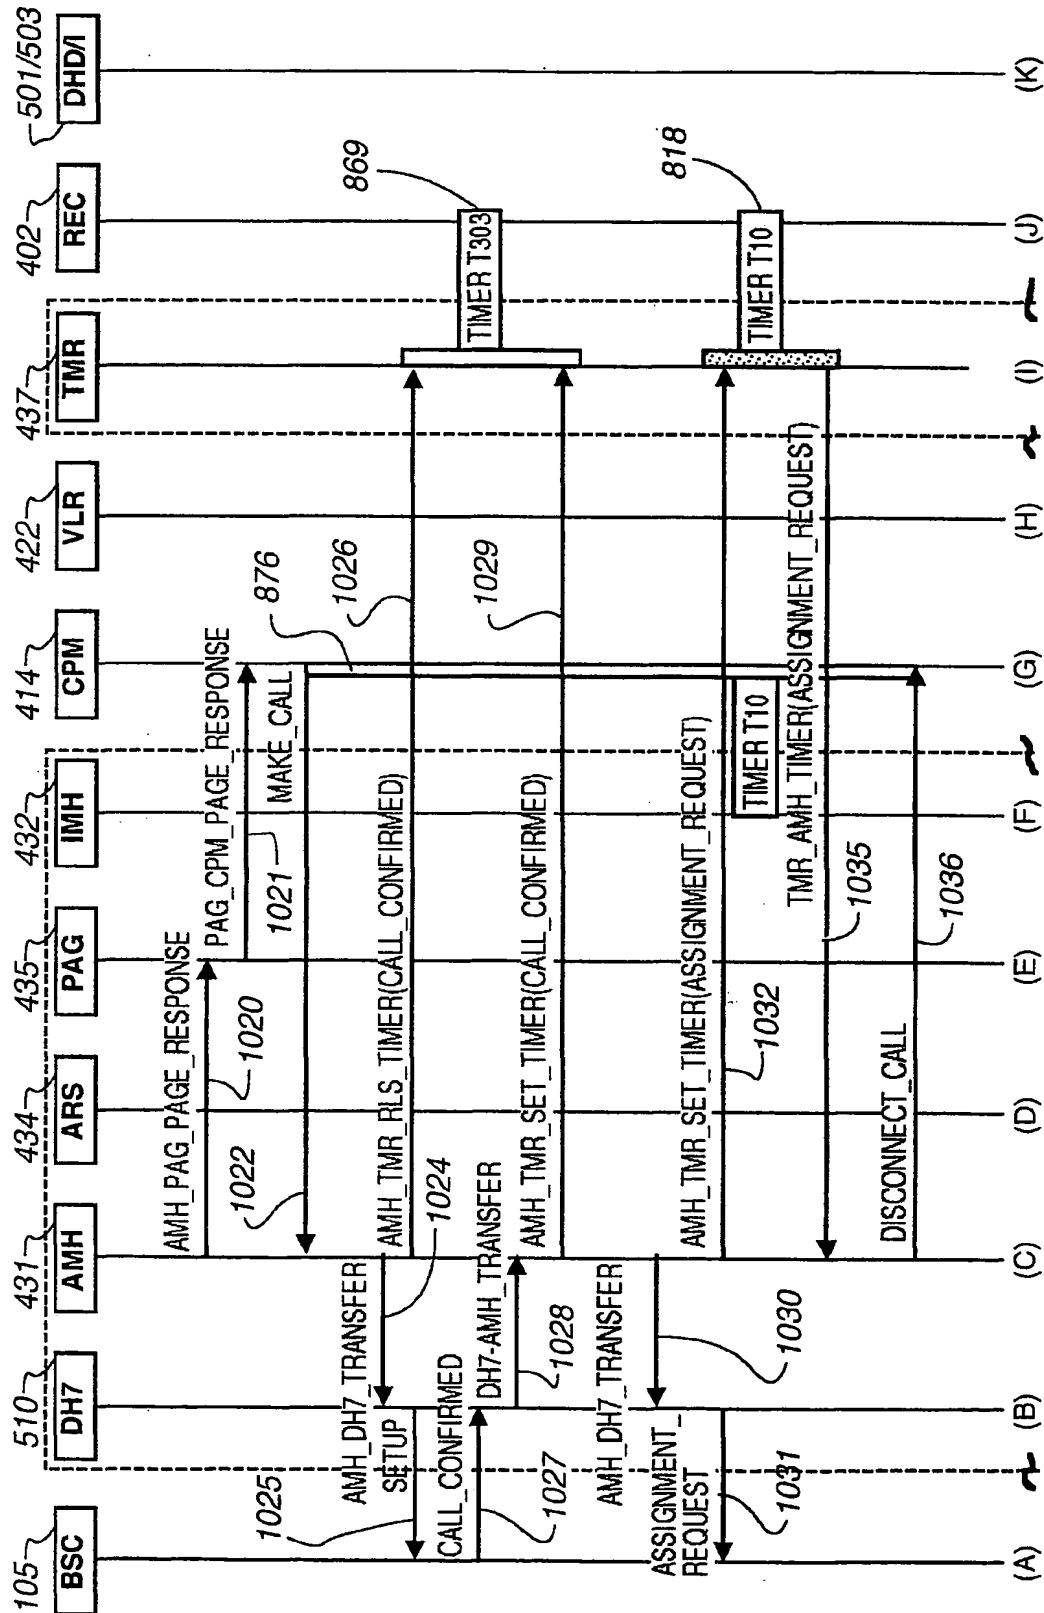 105
BSC
510
DH7
431
AMH
434
ARS
435
PAG
432
IMH
414
CPM
422
VLR
437
TMR
402
REC
501/503
DHD/I
AMH_PAG_PAGE_RESPONSE
1020
PAG_CPM_PAGE_RESPONSE
1021
MAKE_CALL
1022
876
AMH_DH7_TRANSFER
1024
SETUP
1025
AMH_TMR_RLS_TIMER(CALL_CONFIRMED)
1026
TIMER T303
869
CALL_CONFIRMED
1027
DH7-AMH_TRANSFER
1028
AMH_TMR_SET_TIMER(CALL_CONFIRMED)
1029
AMH_DH7_TRANSFER
1030
ASSIGNMENT_
REQUEST
1031
AMH_TMR_SET_TIMER(ASSIGNMENT_REQUEST)
1032
TIMER T10
TIMER T10
818
TMR_AMH_TIMER(ASSIGNMENT_REQUEST)
1035
DISCONNECT_CALL
1036
(A)
(B)
(C)
(D)
(E)
(F)
(G)
(H)
(I)
(J)
(K)